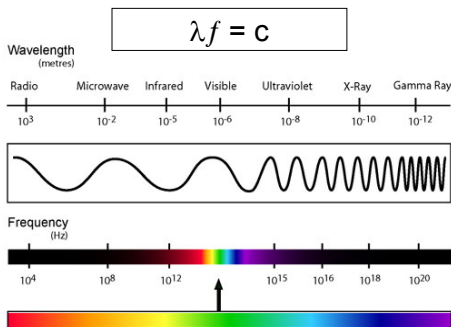 λf = c
Wavelength
(metres)
Radio Microwave Infrared Visible Ultraviolet X-Ray Gamma Ray
10³ 10⁻² 10⁻⁵ 10⁻⁶ 10⁻⁸ 10⁻¹⁰ 10⁻¹²
Frequency
(Hz)
10⁴ 10⁸ 10¹² 10¹⁵ 10¹⁶ 10¹⁸ 10²⁰